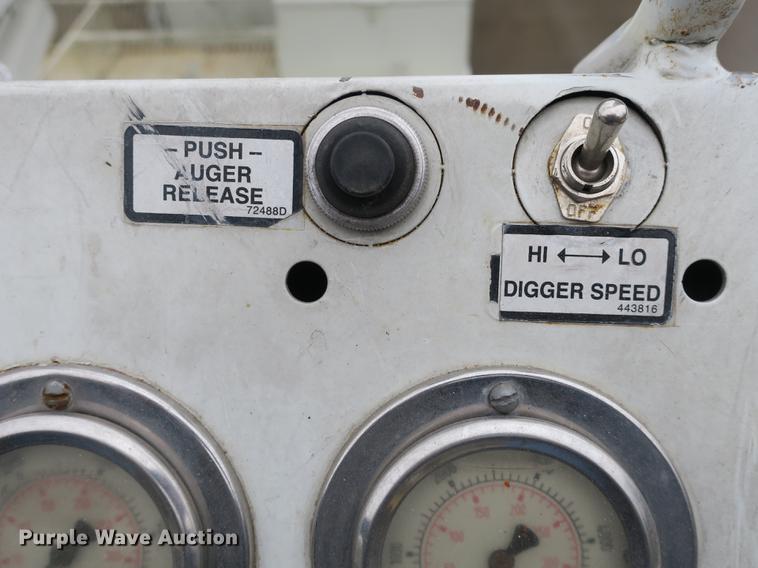 – PUSH –
AUGER
RELEASE
72488D
OFF
HI ↔ LO
DIGGER SPEED
443816
Purple Wave Auction